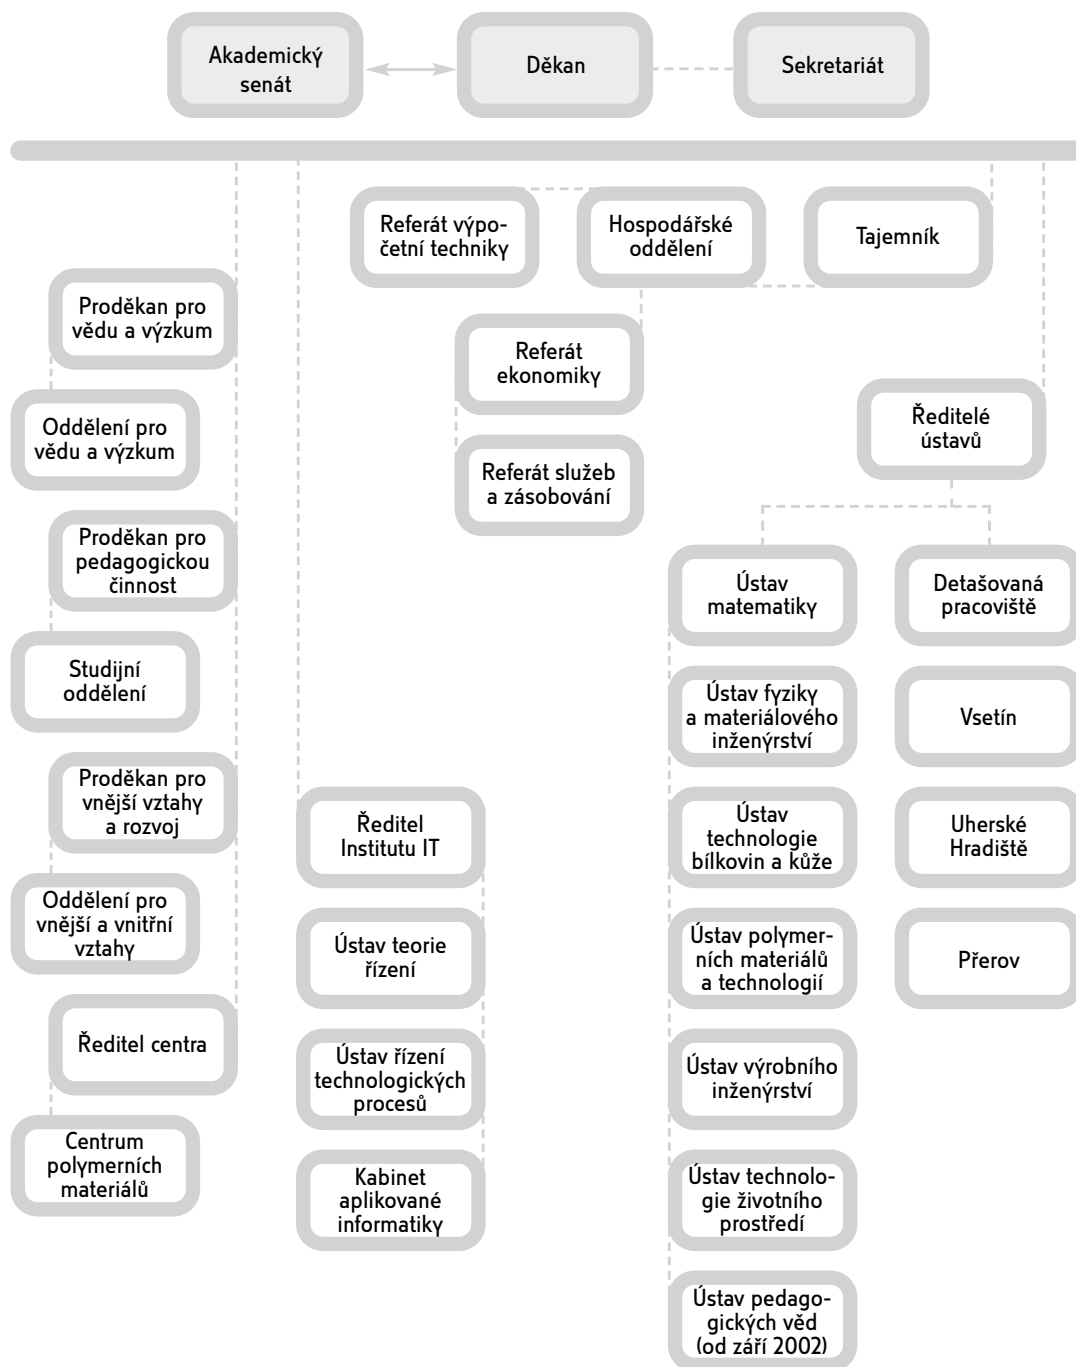 Akademický
senát
Děkan
Sekretariát
Referát výpo-
četní techniky
Hospodářské
oddělení
Tajemník
Proděkan pro
vědu a výzkum
Oddělení pro
vědu a výzkum
Proděkan pro
pedagogickou
činnost
Studijní
oddělení
Proděkan pro
vnější vztahy
a rozvoj
Oddělení pro
vnější a vnitřní
vztahy
Ředitel centra
Centrum
polymerních
materiálů
Referát
ekonomiky
Referát služeb
a zásobování
Ředitel
Institutu IT
Ústav teorie
řízení
Ústav řízení
technologických
procesů
Kabinet
aplikované
informatiky
Ředitelé
ústavů
Ústav
matematiky
Ústav fyziky
a materiálového
inženýrství
Ústav
technologie
bílkovin a kůže
Ústav polymer-
ních materiálů
a technologií
Ústav výrobního
inženýrství
Ústav technolo-
gie životního
prostředí
Ústav pedago-
gických věd
(od září 2002)
Detašovaná
pracoviště
Vsetín
Uherské
Hradiště
Přerov